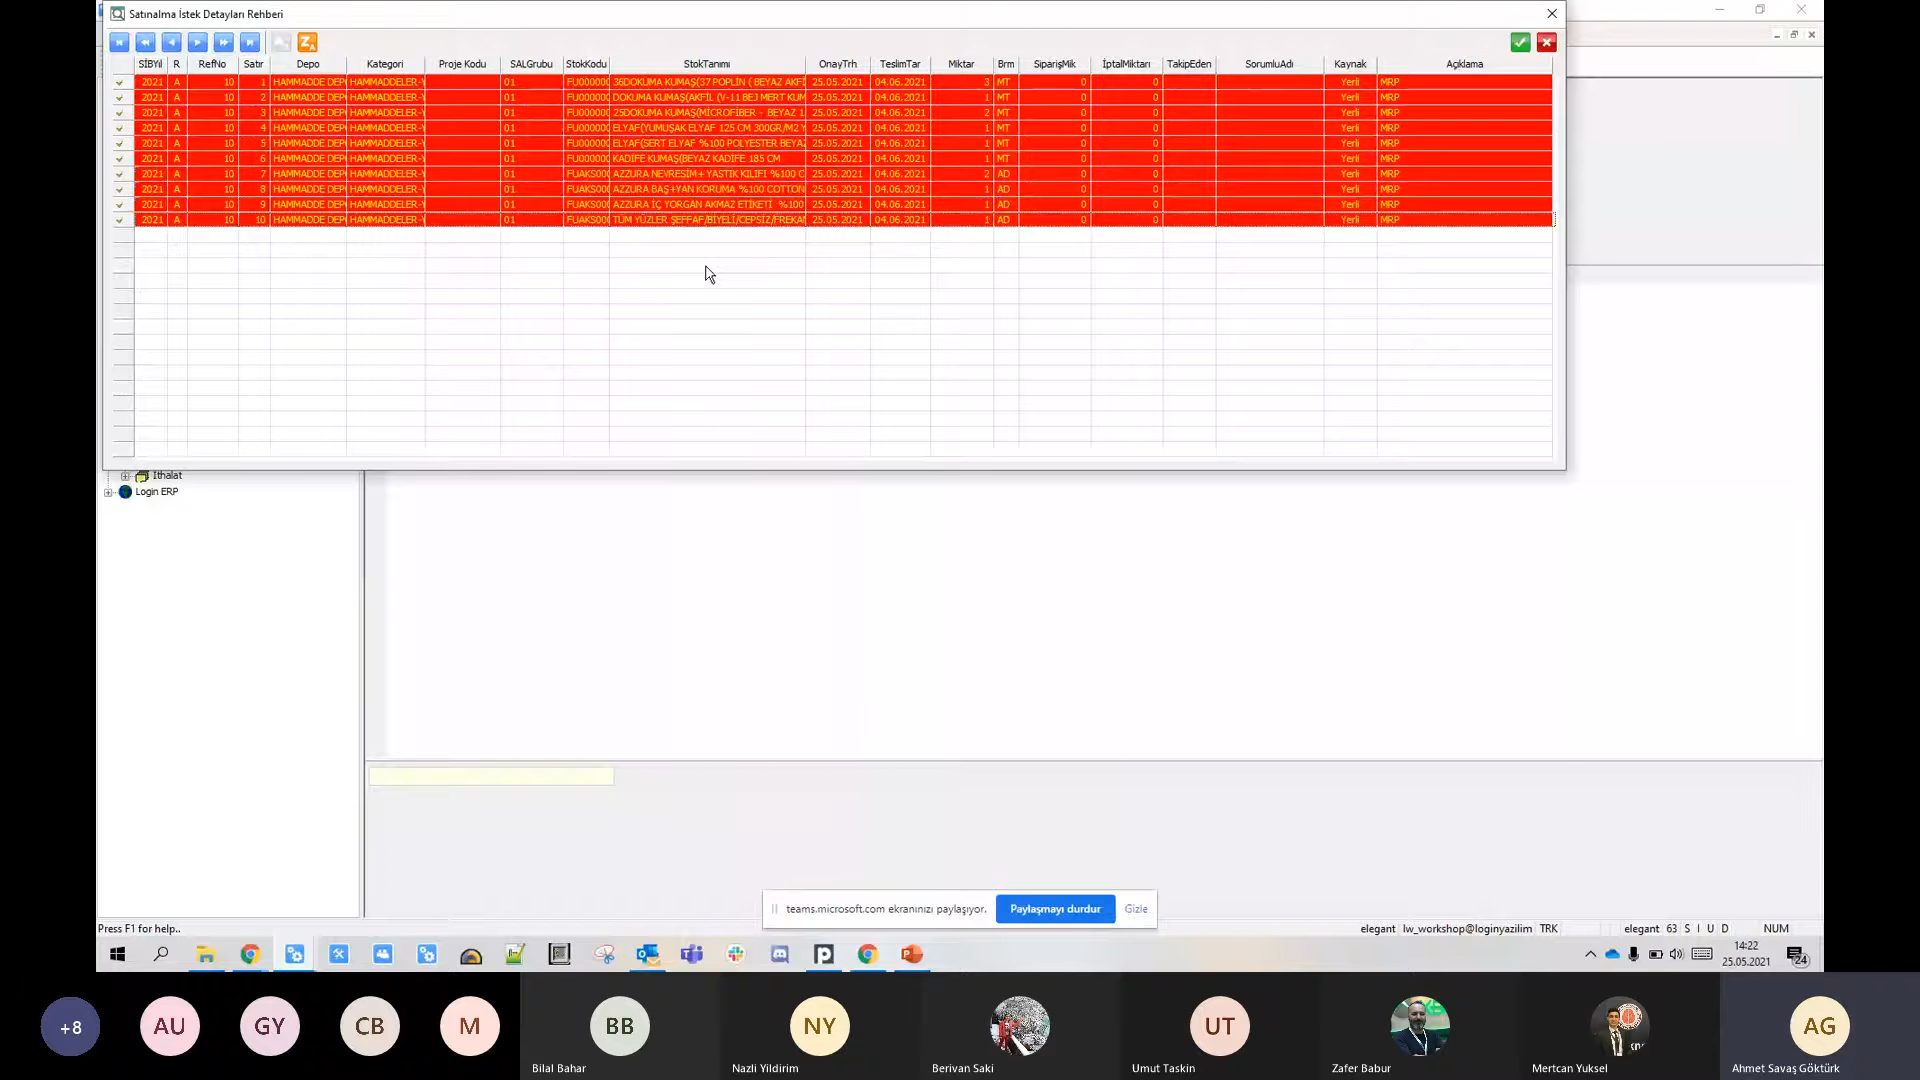 Satınalma İstek Detayları Rehberi
SİBYıl R RefNo Satır Depo Kategori Proje Kodu SALGrubu StokKodu StokTanımı OnayTrh TeslimTar Miktar Brm SiparişMik İptalMiktarı TakipEden SorumluAdı Kaynak Açıklama
2021 A 10 1 HAMMADDE DEP HAMMADDELER-Y 01 FU000000 36DOKUMA KUMAŞ(37 POPLİN ( BEYAZ AKFİ 25.05.2021 04.06.2021 3 MT 0 0 Yerli MRP
2021 A 10 2 HAMMADDE DEP HAMMADDELER-Y 01 FU000000 DOKUMA KUMAŞ(AKFİL (V-11 BEJ MERT KUM 25.05.2021 04.06.2021 1 MT 0 0 Yerli MRP
2021 A 10 3 HAMMADDE DEP HAMMADDELER-Y 01 FU000000 25DOKUMA KUMAŞ(MİCROFİBER - BEYAZ 1 25.05.2021 04.06.2021 2 MT 0 0 Yerli MRP
2021 A 10 4 HAMMADDE DEP HAMMADDELER-Y 01 FU000000 ELYAF(YUMUŞAK ELYAF 125 CM 300GR/M2 Y 25.05.2021 04.06.2021 1 MT 0 0 Yerli MRP
2021 A 10 5 HAMMADDE DEP HAMMADDELER-Y 01 FU000000 ELYAF(SERT ELYAF %100 POLYESTER BEYAZ 25.05.2021 04.06.2021 1 MT 0 0 Yerli MRP
2021 A 10 6 HAMMADDE DEP HAMMADDELER-Y 01 FU000000 KADİFE KUMAŞ(BEYAZ KADİFE 185 CM 25.05.2021 04.06.2021 1 MT 0 0 Yerli MRP
2021 A 10 7 HAMMADDE DEP HAMMADDELER-Y 01 FUAKS000 AZZURA NEVRESİM+ YASTIK KILIFI %100 C 25.05.2021 04.06.2021 2 AD 0 0 Yerli MRP
2021 A 10 8 HAMMADDE DEP HAMMADDELER-Y 01 FUAKS000 AZZURA BAŞ+YAN KORUMA %100 COTTON 25.05.2021 04.06.2021 1 AD 0 0 Yerli MRP
2021 A 10 9 HAMMADDE DEP HAMMADDELER-Y 01 FUAKS000 AZZURA İÇ YORGAN AKMAZ ETİKETİ %100 25.05.2021 04.06.2021 1 AD 0 0 Yerli MRP
2021 A 10 10 HAMMADDE DEP HAMMADDELER-Y 01 FUAKS000 TÜM YÜZLER ŞEFFAF/BİYELİ/CEPSİZ/FREKAN 25.05.2021 04.06.2021 1 AD 0 0 Yerli MRP
İthalat
Login ERP
teams.microsoft.com ekranınızı paylaşıyor. Paylaşmayı durdur Gizle
Press F1 for help..
elegant lw_workshop@loginyazilim TRK elegant 63 S I U D NUM
14:22
25.05.2021
24
+8 AU GY CB M BB NY UT AG
Bilal Bahar Nazli Yildirim Berivan Saki Umut Taskin Zafer Babur Mertcan Yuksel Ahmet Savaş Göktürk